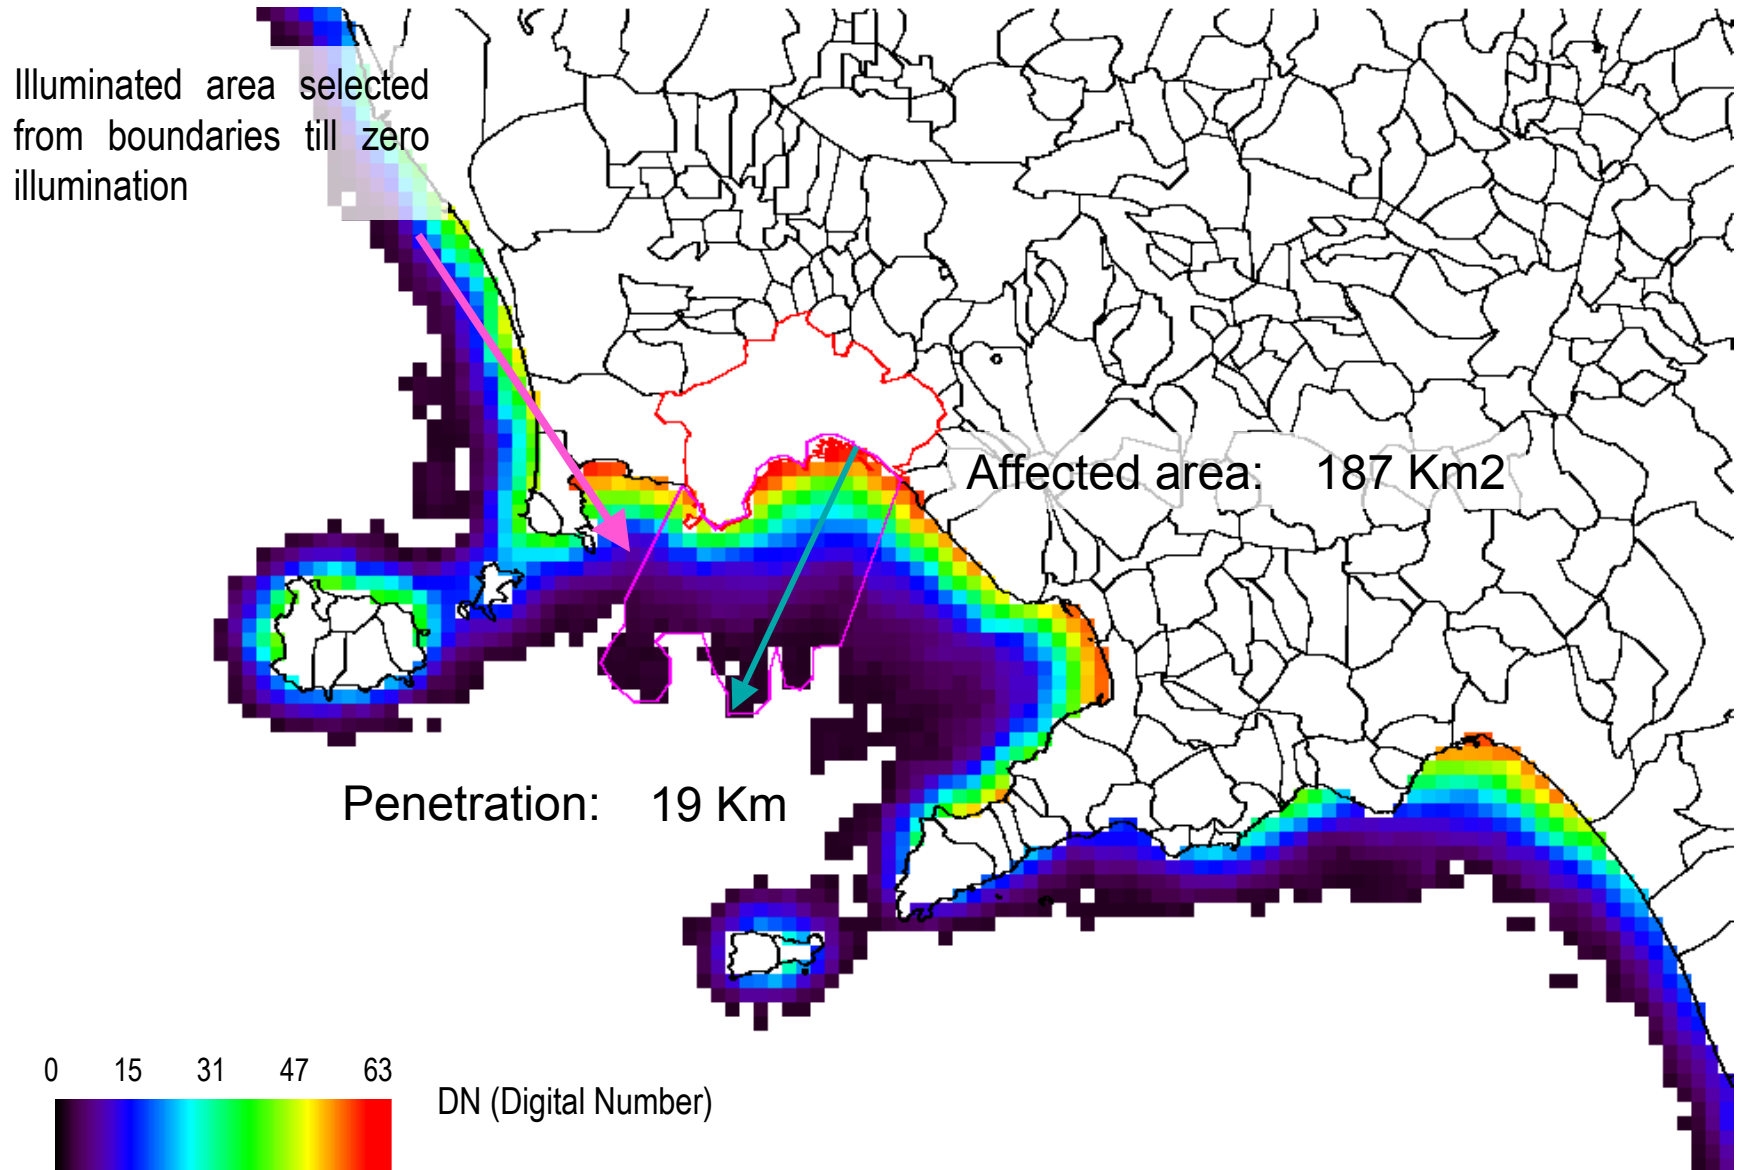 Illuminated area selected
from boundaries till zero
illumination
Affected area: 187 Km2
Penetration: 19 Km
0 15 31 47 63
DN (Digital Number)